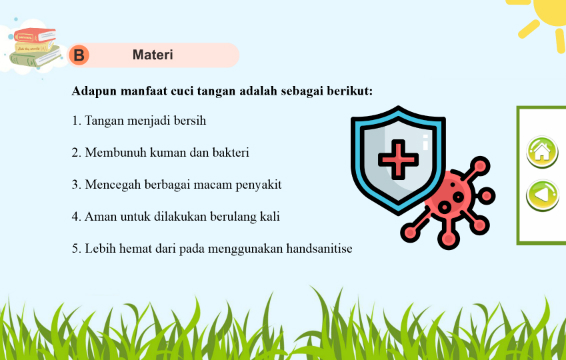 B
Materi
Adapun manfaat cuci tangan adalah sebagai berikut:
1. Tangan menjadi bersih
2. Membunuh kuman dan bakteri
3. Mencegah berbagai macam penyakit
4. Aman untuk dilakukan berulang kali
5. Lebih hemat dari pada menggunakan handsanitise